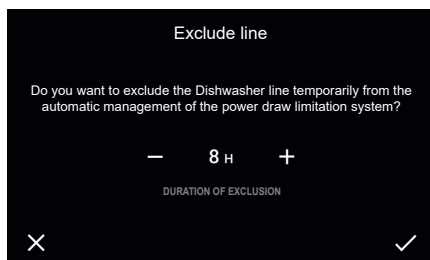 Exclude line
Do you want to exclude the Dishwasher line temporarily from the
automatic management of the power draw limitation system?
− 8 H +
DURATION OF EXCLUSION